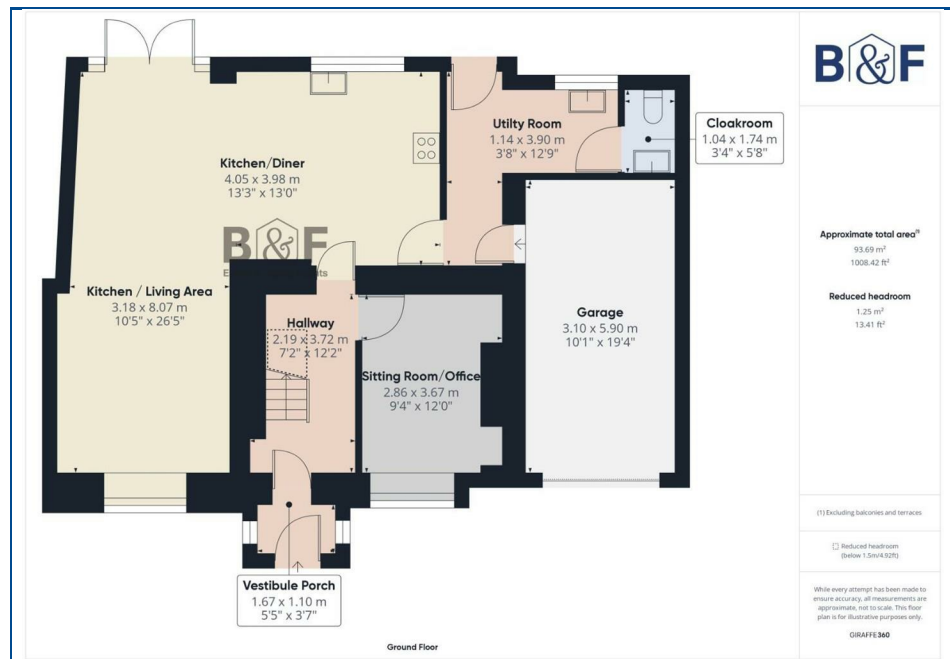 B&F
Kitchen/Diner
4.05 x 3.98 m
13'3" x 13'0"
Utilty Room
1.14 x 3.90 m
3'8" x 12'9"
Cloakroom
1.04 x 1.74 m
3'4" x 5'8"
B&F
Kitchen / Living Area
3.18 x 8.07 m
10'5" x 26'5"
Hallway
2.19 x 3.72 m
7'2" x 12'2"
Sitting Room/Office
2.86 x 3.67 m
9'4" x 12'0"
Garage
3.10 x 5.90 m
10'1" x 19'4"
Vestibule Porch
1.67 x 1.10 m
5'5" x 3'7"
Ground Floor
Approximate total area(1)
93.69 m²
1008.42 ft²
Reduced headroom
1.25 m²
13.41 ft²
(1) Excluding balconies and terraces
Reduced headroom
(below 1.5m/4.92ft)
While every attempt has been made to
ensure accuracy, all measurements are
approximate, not to scale. This floor
plan is for illustrative purposes only.
GIRAFFE360